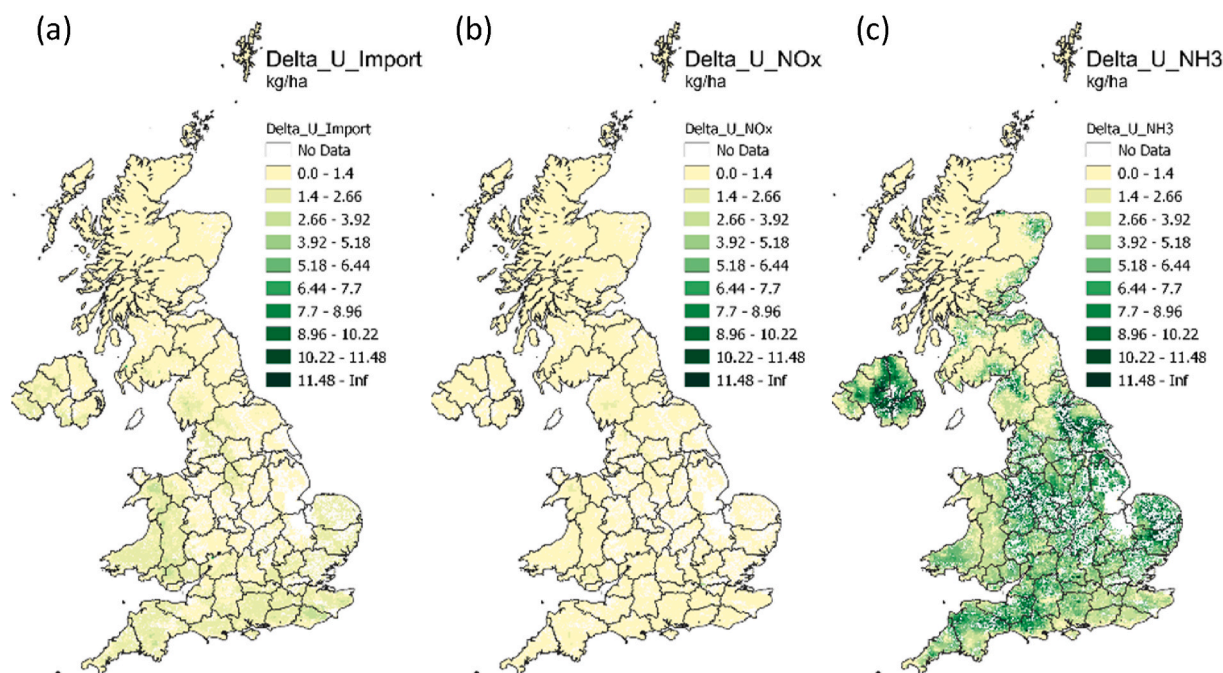 (a)
Delta_U_Import
kg/ha
Delta_U_Import
No Data
0.0 - 1.4
1.4 - 2.66
2.66 - 3.92
3.92 - 5.18
5.18 - 6.44
6.44 - 7.7
7.7 - 8.96
8.96 - 10.22
10.22 - 11.48
11.48 - Inf
(b)
Delta_U_NOx
kg/ha
Delta_U_NOx
No Data
0.0 - 1.4
1.4 - 2.66
2.66 - 3.92
3.92 - 5.18
5.18 - 6.44
6.44 - 7.7
7.7 - 8.96
8.96 - 10.22
10.22 - 11.48
11.48 - Inf
(c)
Delta_U_NH3
kg/ha
Delta_U_NH3
No Data
0.0 - 1.4
1.4 - 2.66
2.66 - 3.92
3.92 - 5.18
5.18 - 6.44
6.44 - 7.7
7.7 - 8.96
8.96 - 10.22
10.22 - 11.48
11.48 - Inf